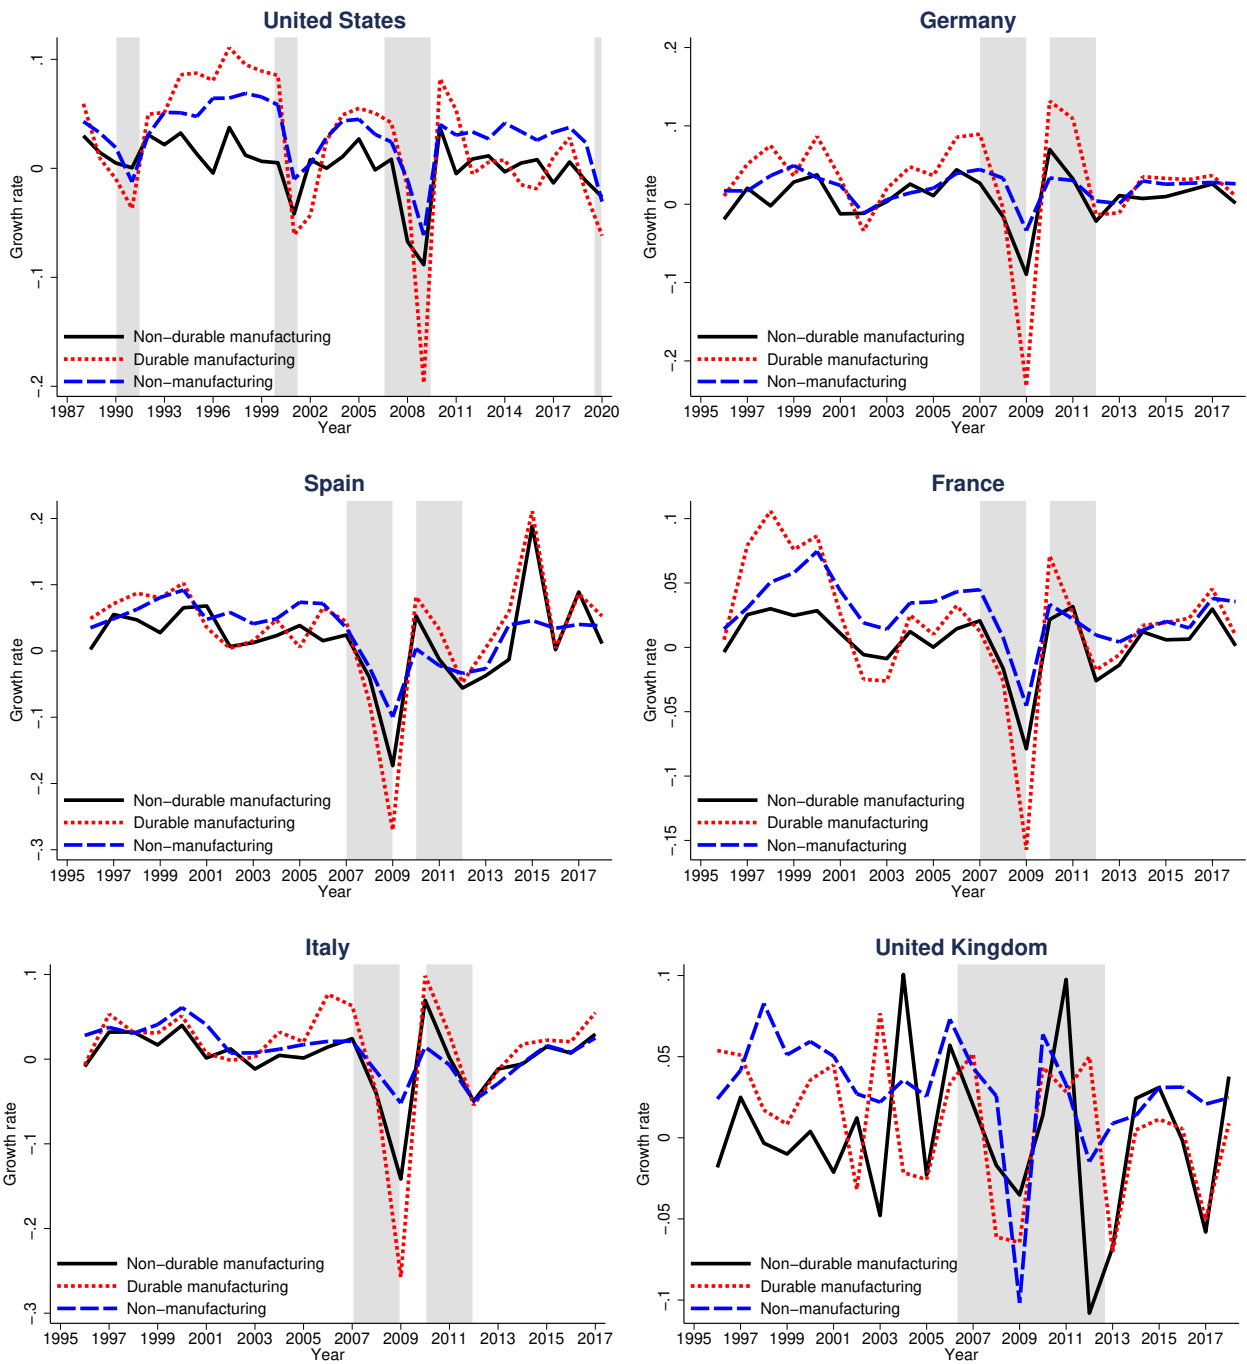 United States
Growth rate
.1
0
-.1
-.2
Non-durable manufacturing
Durable manufacturing
Non-manufacturing
1987 1990 1993 1996 1999 2002 2005 2008 2011 2014 2017 2020
Year
Germany
Growth rate
.2
.1
0
-.1
-.2
Non-durable manufacturing
Durable manufacturing
Non-manufacturing
1995 1997 1999 2001 2003 2005 2007 2009 2011 2013 2015 2017
Year
Spain
Growth rate
.2
.1
0
-.1
-.2
-.3
Non-durable manufacturing
Durable manufacturing
Non-manufacturing
1995 1997 1999 2001 2003 2005 2007 2009 2011 2013 2015 2017
Year
France
Growth rate
.1
.05
0
-.05
-.1
-.15
Non-durable manufacturing
Durable manufacturing
Non-manufacturing
1995 1997 1999 2001 2003 2005 2007 2009 2011 2013 2015 2017
Year
Italy
Growth rate
.1
0
-.1
-.2
-.3
Non-durable manufacturing
Durable manufacturing
Non-manufacturing
1995 1997 1999 2001 2003 2005 2007 2009 2011 2013 2015 2017
Year
United Kingdom
Growth rate
.1
.05
0
-.05
-.1
Non-durable manufacturing
Durable manufacturing
Non-manufacturing
1995 1997 1999 2001 2003 2005 2007 2009 2011 2013 2015 2017
Year